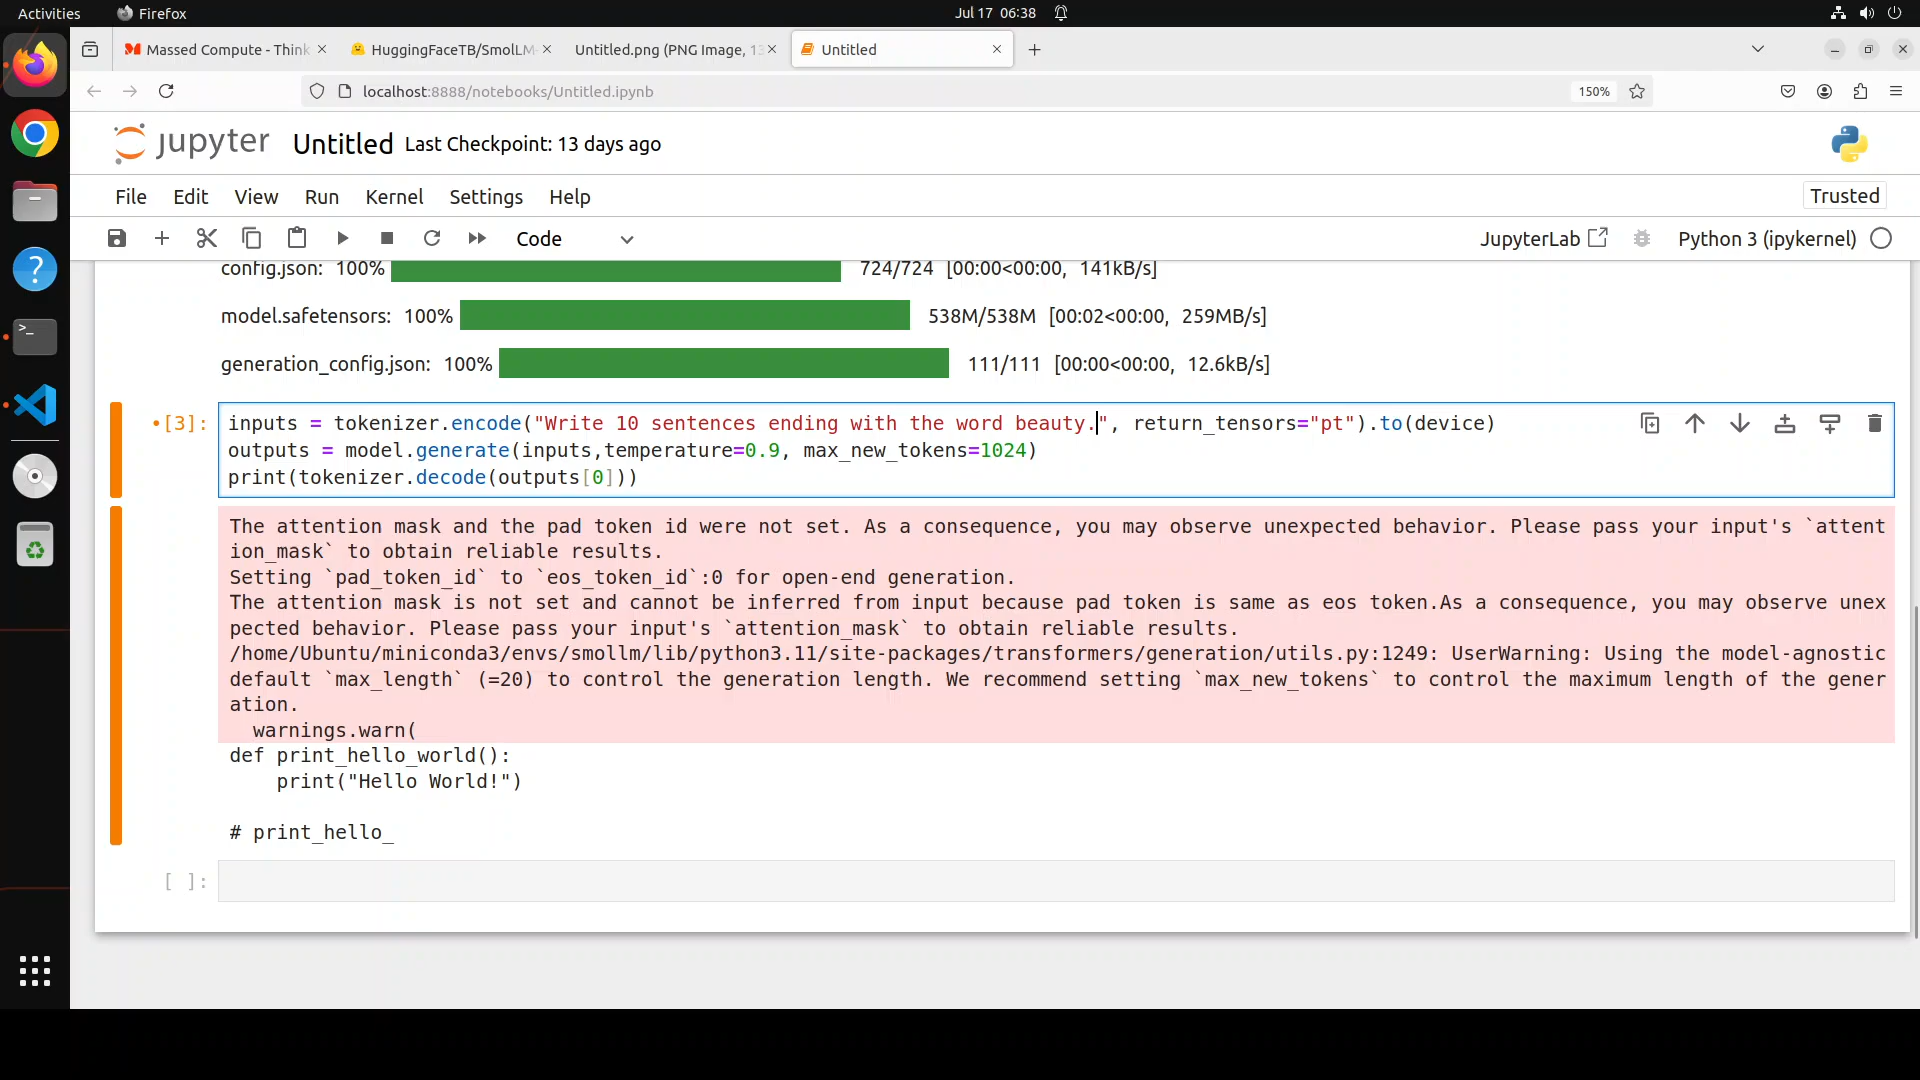 Activities
Firefox
Jul 17 06:38
Massed Compute - Think
HuggingFaceTB/SmolLM-
Untitled.png (PNG Image, 13
Untitled
localhost:8888/notebooks/Untitled.ipynb
150%
jupyter Untitled Last Checkpoint: 13 days ago
File Edit View Run Kernel Settings Help
Trusted
Code
JupyterLab
Python 3 (ipykernel)
config.json: 100% 724/724 [00:00<00:00, 141kB/s]
model.safetensors: 100% 538M/538M [00:02<00:00, 259MB/s]
generation_config.json: 100% 111/111 [00:00<00:00, 12.6kB/s]
•[3]: inputs = tokenizer.encode("Write 10 sentences ending with the word beauty.", return_tensors="pt").to(device)
outputs = model.generate(inputs,temperature=0.9, max_new_tokens=1024)
print(tokenizer.decode(outputs[0]))
The attention mask and the pad token id were not set. As a consequence, you may observe unexpected behavior. Please pass your input's `attent
ion_mask` to obtain reliable results.
Setting `pad_token_id` to `eos_token_id`:0 for open-end generation.
The attention mask is not set and cannot be inferred from input because pad token is same as eos token.As a consequence, you may observe unex
pected behavior. Please pass your input's `attention_mask` to obtain reliable results.
/home/Ubuntu/miniconda3/envs/smollm/lib/python3.11/site-packages/transformers/generation/utils.py:1249: UserWarning: Using the model-agnostic
default `max_length` (=20) to control the generation length. We recommend setting `max_new_tokens` to control the maximum length of the gener
ation.
  warnings.warn(
def print_hello_world():
    print("Hello World!")
# print_hello_
[ ]: